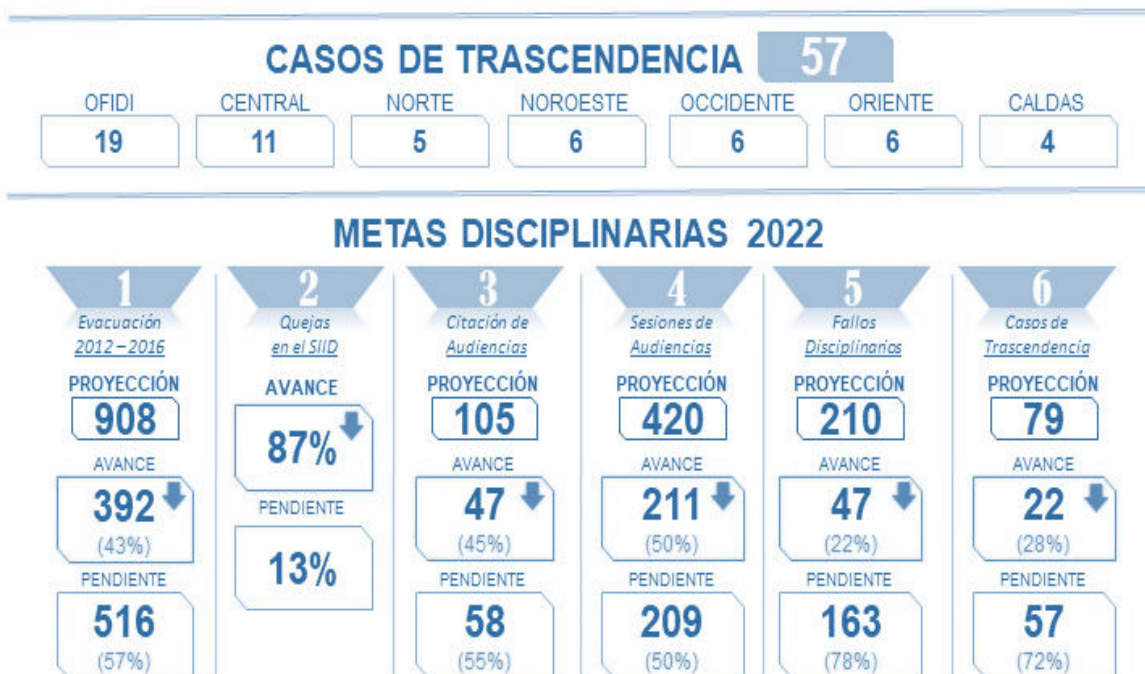 CASOS DE TRASCENDENCIA 57
OFIDI CENTRAL NORTE NOROESTE OCCIDENTE ORIENTE CALDAS
19 11 5 6 6 6 4
METAS DISCIPLINARIAS 2022
1 2 3 4 5 6
Evacuación Quejas Citación de Sesiones de Fallos Casos de
2012 – 2016 en el SIID Audiencias Audiencias Disciplinarios Trascendencia
PROYECCIÓN AVANCE PROYECCIÓN PROYECCIÓN PROYECCIÓN PROYECCIÓN
908 87% 105 420 210 79
AVANCE PENDIENTE AVANCE AVANCE AVANCE AVANCE
392 13% 47 211 47 22
(43%) (45%) (50%) (22%) (28%)
PENDIENTE PENDIENTE PENDIENTE PENDIENTE PENDIENTE
516 58 209 163 57
(57%) (55%) (50%) (78%) (72%)